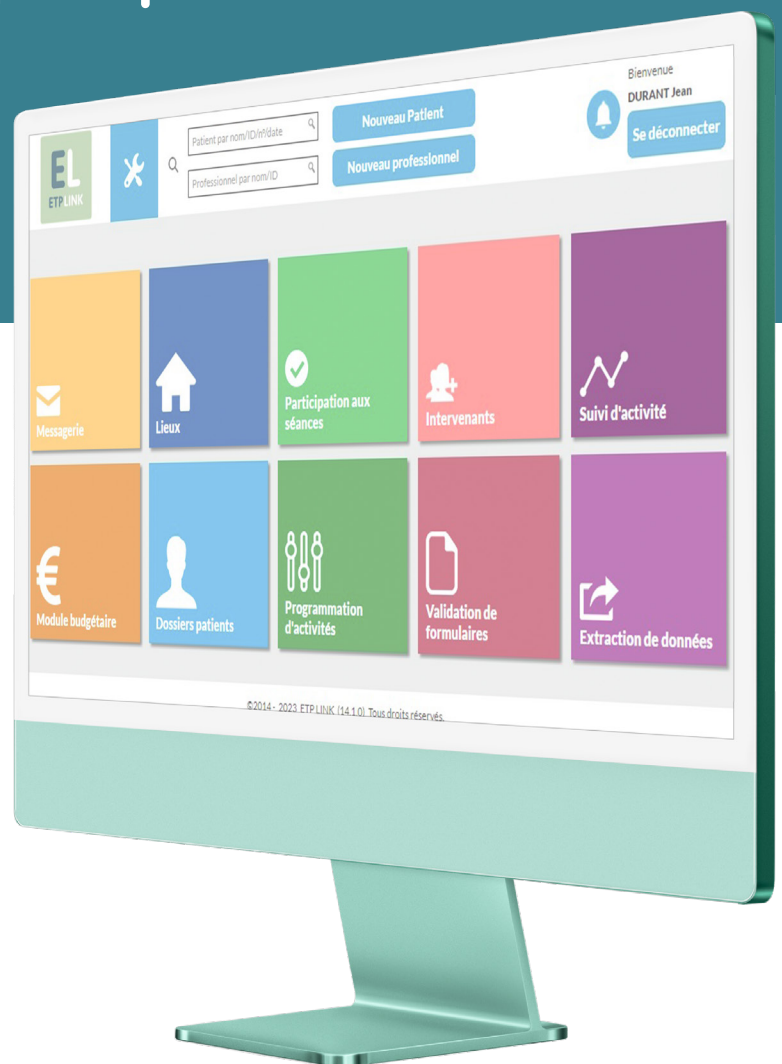 EL
ETP LINK
Patient par nom/ID/n°/date
Professionnel par nom/ID
Nouveau Patient
Nouveau professionnel
Bienvenue
DURANT Jean
Se déconnecter
Messagerie
Lieux
Participation aux
séances
Intervenants
Suivi d'activité
€
Module budgétaire
Dossiers patients
Programmation
d'activités
Validation de
formulaires
Extraction de données
©2014 - 2023 ETP.LINK (14.1.0). Tous droits réservés.